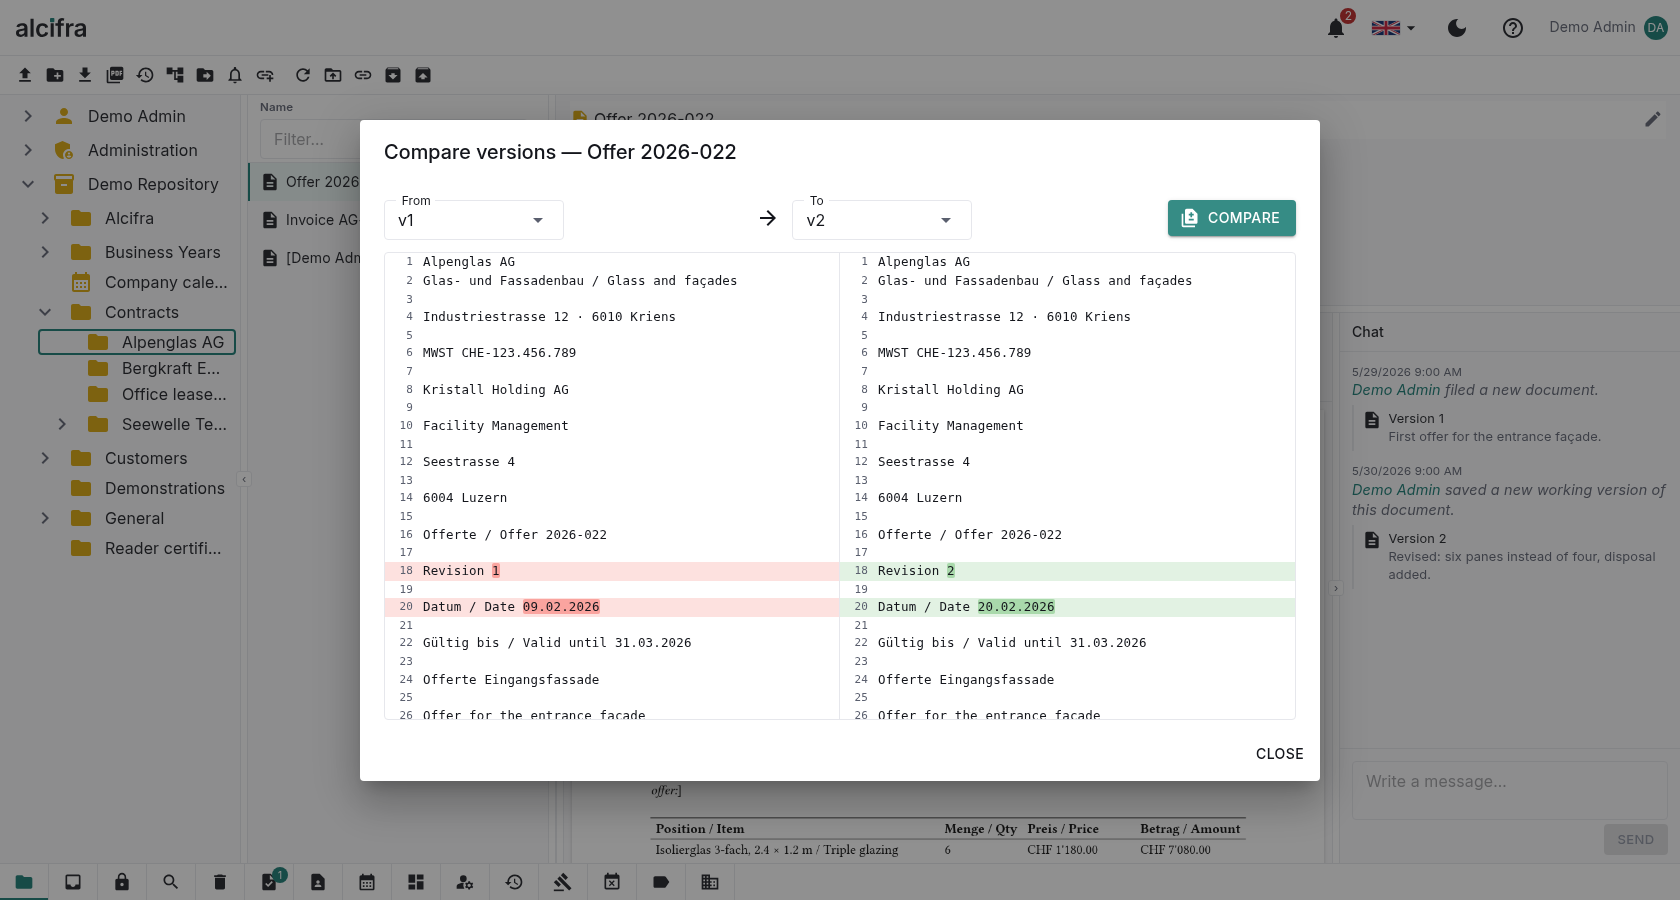 alcifra
2
Demo Admin
DA
PDF
Demo Admin
Administration
Demo Repository
Alcifra
Business Years
Company cale...
Contracts
Alpenglas AG
Bergkraft E...
Office lease...
Seewelle Te...
Customers
Demonstrations
General
Reader certifi...
Name
Filter...
Offer 2026
Invoice AG
[Demo Adn
Offer 2026-022
Compare versions — Offer 2026-022
From
v1
To
v2
COMPARE
1 Alpenglas AG
2 Glas- und Fassadenbau / Glass and façades
3
4 Industriestrasse 12 · 6010 Kriens
5
6 MWST CHE-123.456.789
7
8 Kristall Holding AG
9
10 Facility Management
11
12 Seestrasse 4
13
14 6004 Luzern
15
16 Offerte / Offer 2026-022
17
18 Revision 1
19
20 Datum / Date 09.02.2026
21
22 Gültig bis / Valid until 31.03.2026
23
24 Offerte Eingangsfassade
25
26 Offer for the entrance facade
1 Alpenglas AG
2 Glas- und Fassadenbau / Glass and façades
3
4 Industriestrasse 12 · 6010 Kriens
5
6 MWST CHE-123.456.789
7
8 Kristall Holding AG
9
10 Facility Management
11
12 Seestrasse 4
13
14 6004 Luzern
15
16 Offerte / Offer 2026-022
17
18 Revision 2
19
20 Datum / Date 20.02.2026
21
22 Gültig bis / Valid until 31.03.2026
23
24 Offerte Eingangsfassade
25
26 Offer for the entrance facade
CLOSE
offer:]
Position / Item Menge / Qty Preis / Price Betrag / Amount
Isolierglas 3-fach, 2.4 × 1.2 m / Triple glazing 6 CHF 1'180.00 CHF 7'080.00
Chat
5/29/2026 9:00 AM
Demo Admin filed a new document.
Version 1
First offer for the entrance façade.
5/30/2026 9:00 AM
Demo Admin saved a new working version of
this document.
Version 2
Revised: six panes instead of four, disposal
added.
Write a message...
SEND
1